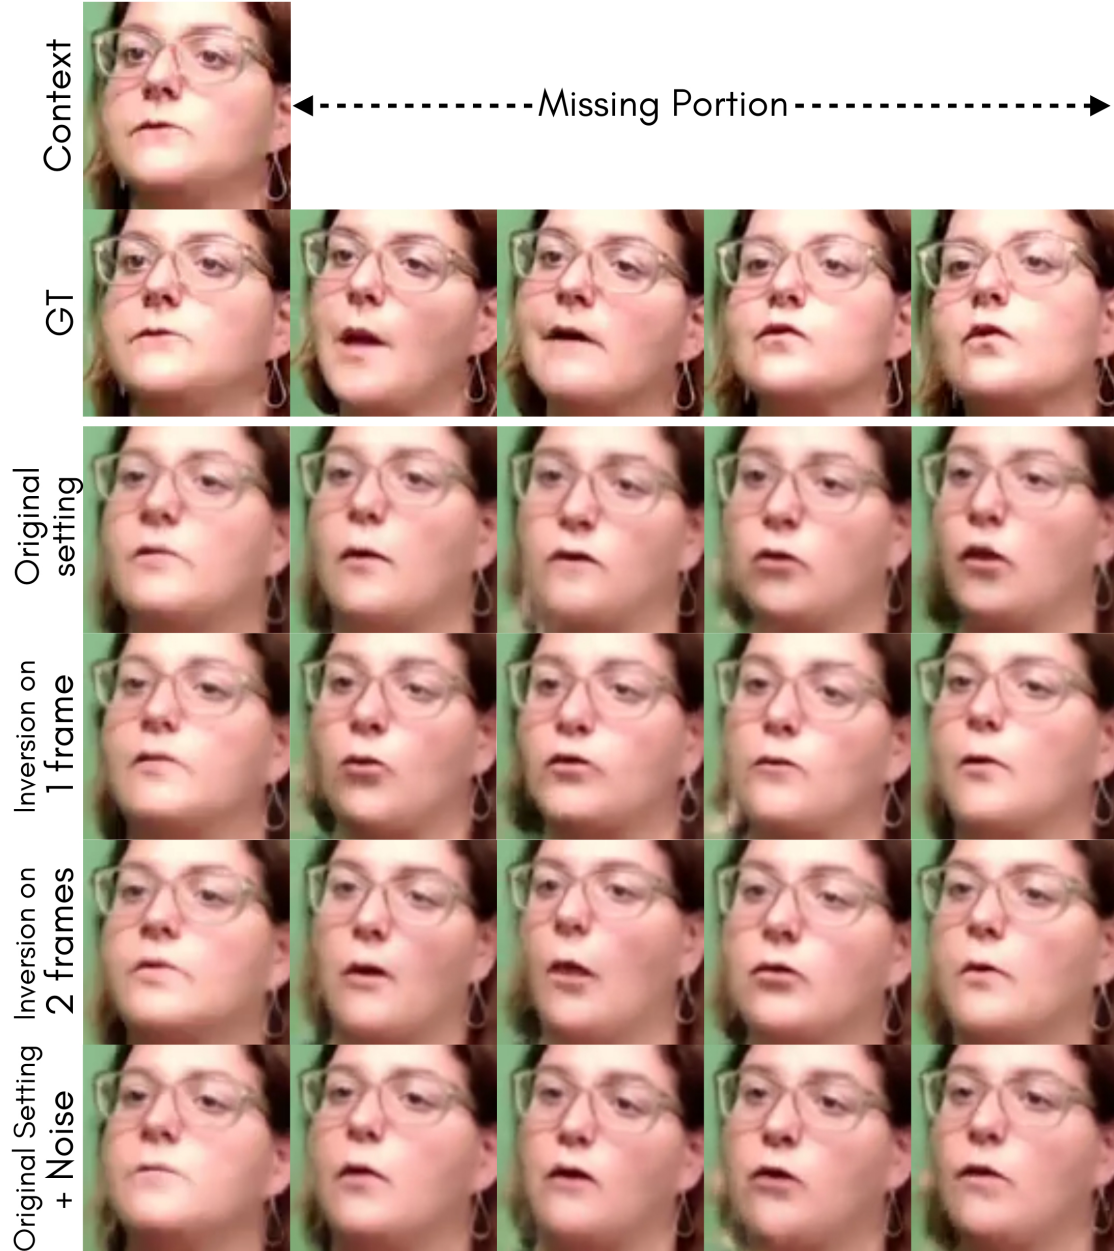 Context
Missing Portion
GT
Original
setting
Inversion on
1 frame
Inversion on
2 frames
Original Setting
+ Noise